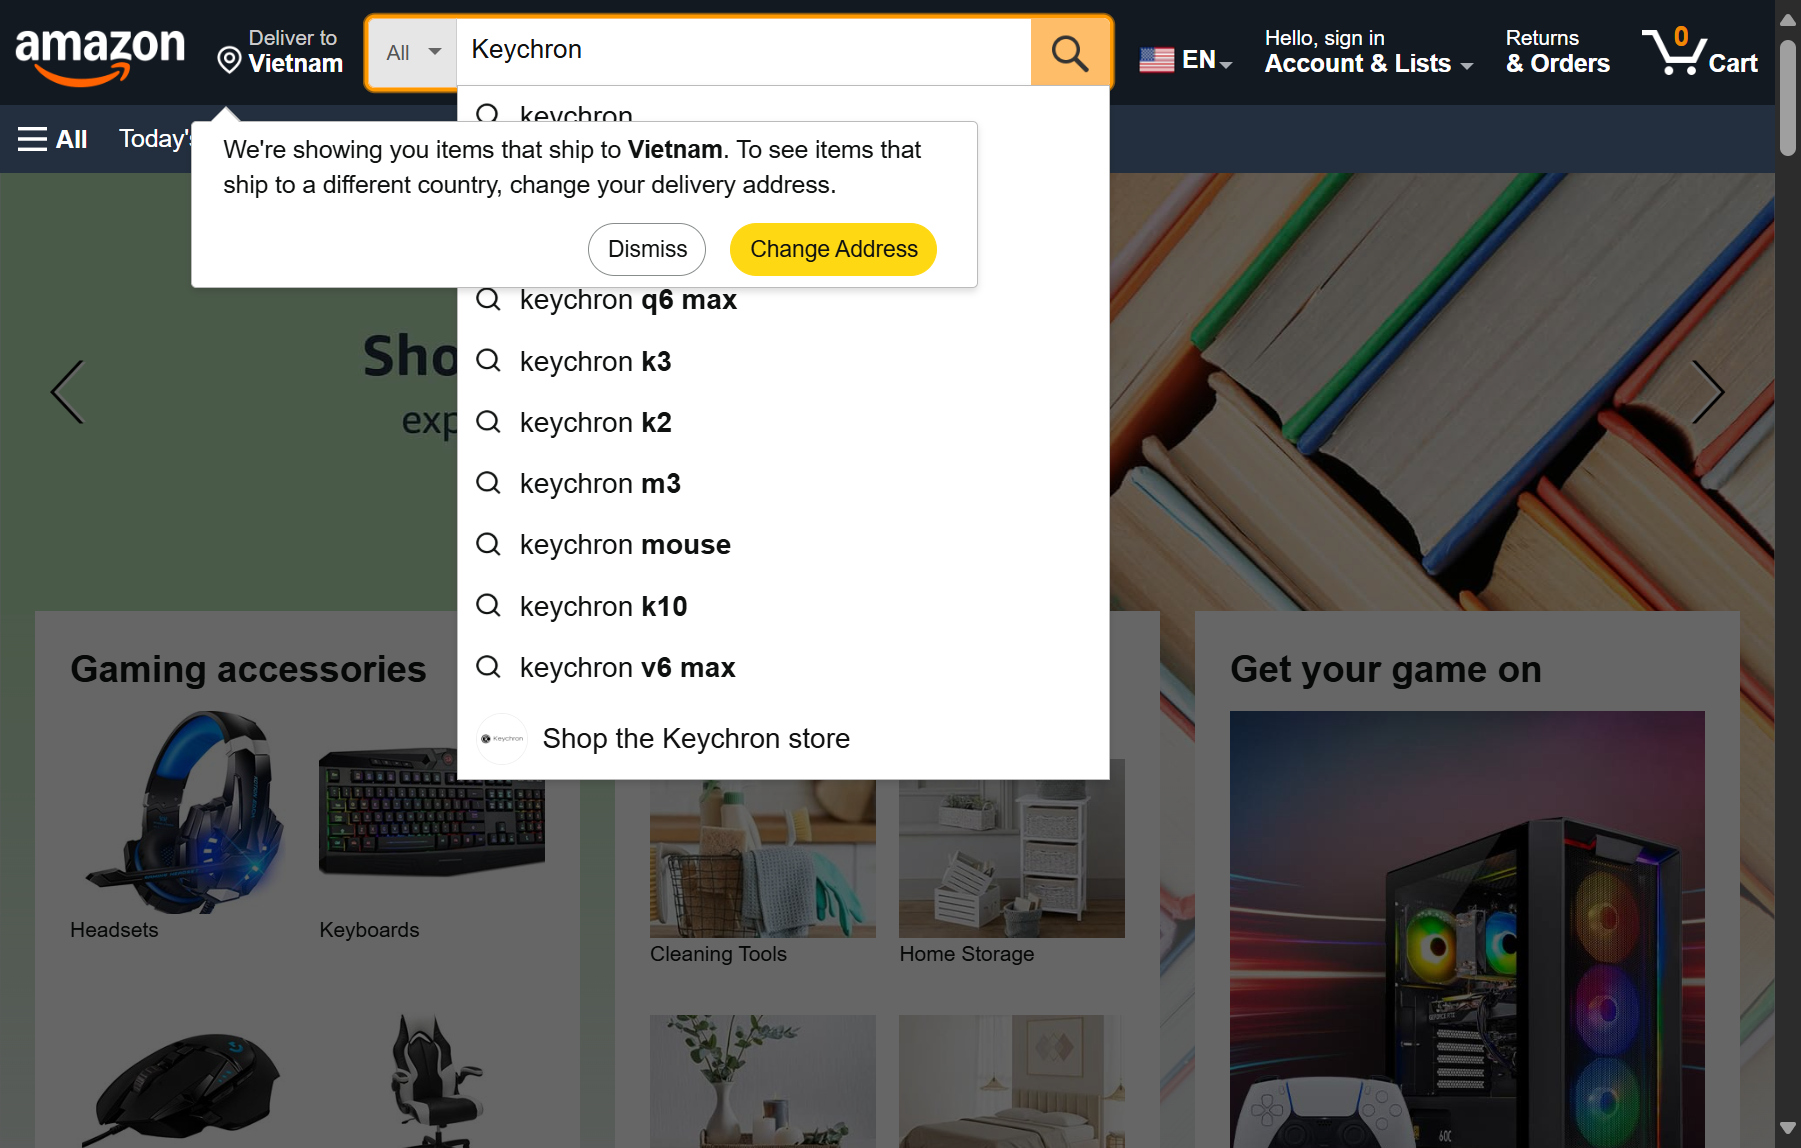 amazon
Deliver to
Vietnam
All
Keychron
EN
Hello, sign in
Account & Lists
Returns
& Orders
0
Cart
All
Today's
keychron
We're showing you items that ship to Vietnam. To see items that
ship to a different country, change your delivery address.
Dismiss
Change Address
keychron q6 max
keychron k3
keychron k2
keychron m3
keychron mouse
keychron k10
keychron v6 max
Keychron
Shop the Keychron store
Sho
exp
Gaming accessories
Headsets
Keyboards
Cleaning Tools
Home Storage
Get your game on